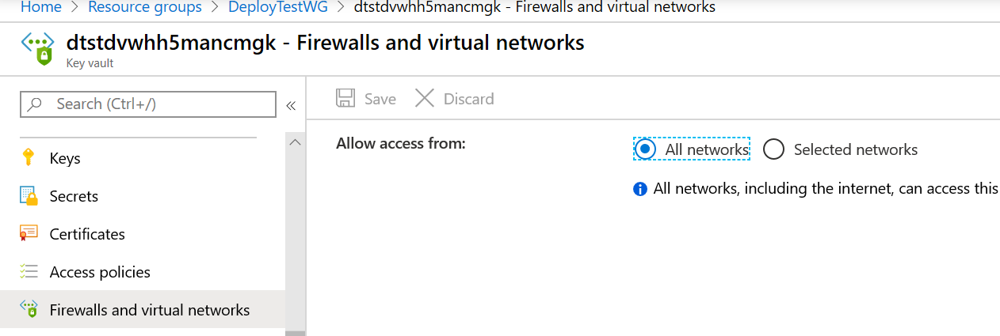 Home > Resource groups > DeployTestWG > dtstdvwhh5mancmgk - Firewalls and virtual networks
dtstdvwhh5mancmgk - Firewalls and virtual networks
Key vault
Search (Ctrl+/)
«
Save
Discard
Allow access from:
All networks
Selected networks
All networks, including the internet, can access this
Keys
Secrets
Certificates
Access policies
Firewalls and virtual networks